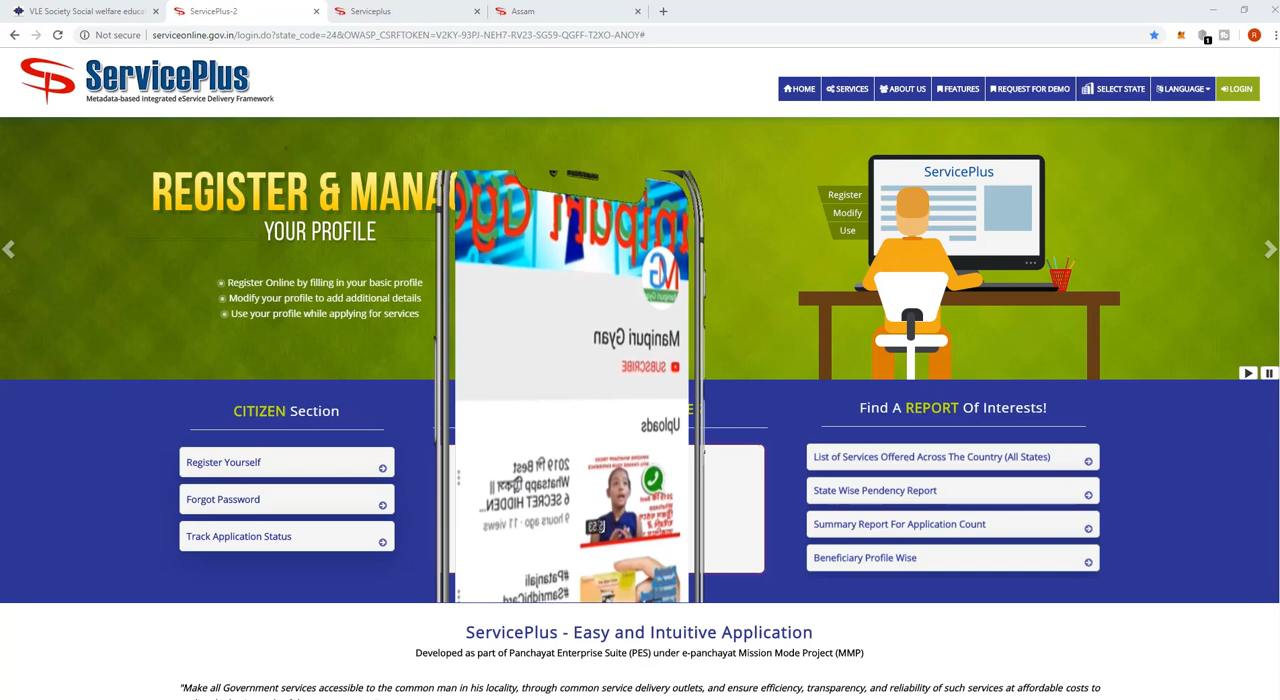 VLE Society Social welfare educa
ServicePlus-2
Serviceplus
Assam
Not secure
serviceonline.gov.in/login.do?state_code=24&OWASP_CSRFTOKEN=V2KY-93PJ-NEH7-RV23-SG59-QGFF-T2XO-ANOY#
ServicePlus
Metadata-based Integrated eService Delivery Framework
HOME
SERVICES
ABOUT US
FEATURES
REQUEST FOR DEMO
SELECT STATE
LANGUAGE
LOGIN
REGISTER & MANA
YOUR PROFILE
Register Online by filling in your basic profile
Modify your profile to add additional details
Use your profile while applying for services
ServicePlus
Register
Modify
Use
Manipuri Gyan
SUBSCRIBE
Uploads
2019 कि Best
Whatsapp
6 SECRET HIDDEN...
9 hours ago · 11 views
6:53
#Patanjali
#SamridhiCard
CITIZEN Section
Register Yourself
Forgot Password
Track Application Status
Find A REPORT Of Interests!
List of Services Offered Across The Country (All States)
State Wise Pendency Report
Summary Report For Application Count
Beneficiary Profile Wise
ServicePlus - Easy and Intuitive Application
Developed as part of Panchayat Enterprise Suite (PES) under e-panchayat Mission Mode Project (MMP)
"Make all Government services accessible to the common man in his locality, through common service delivery outlets, and ensure efficiency, transparency, and reliability of such services at affordable costs to